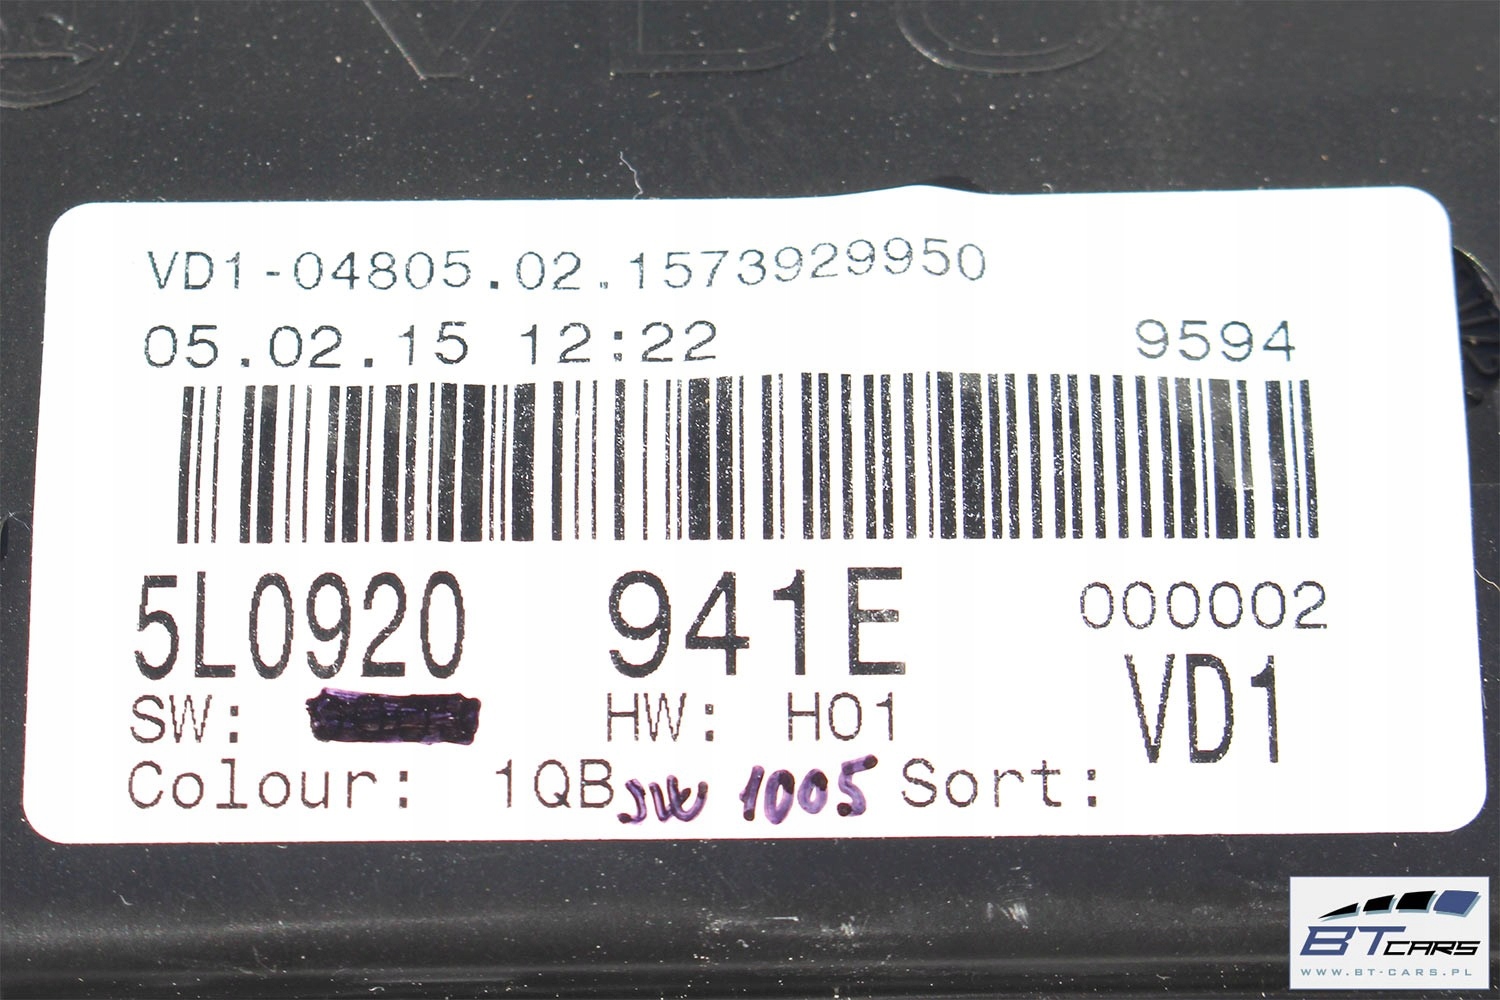 VDO
VD1-04805.02.1573929950
05.02.15 12:22 9594
5L0920 941E 000002
SW: HW: H01 VD1
Colour: 1QB SW 1005 Sort:
BT CARS
WWW.BT-CARS.PL